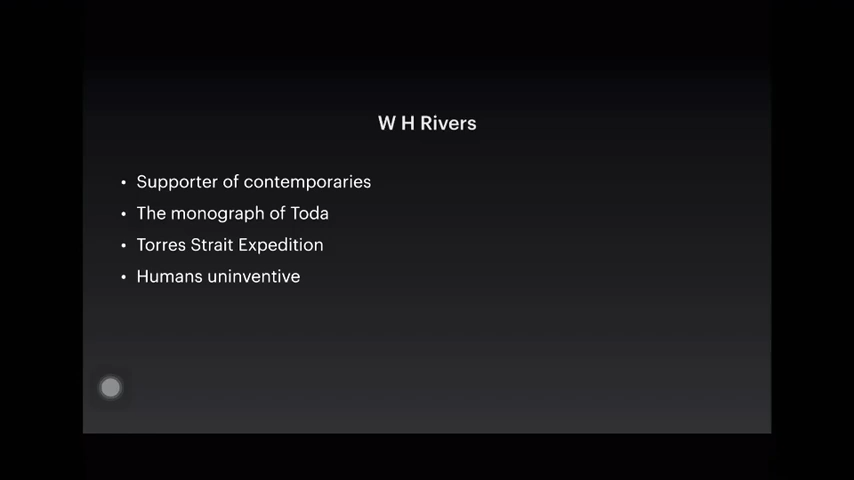 W H Rivers
• Supporter of contemporaries
• The monograph of Toda
• Torres Strait Expedition
• Humans uninventive